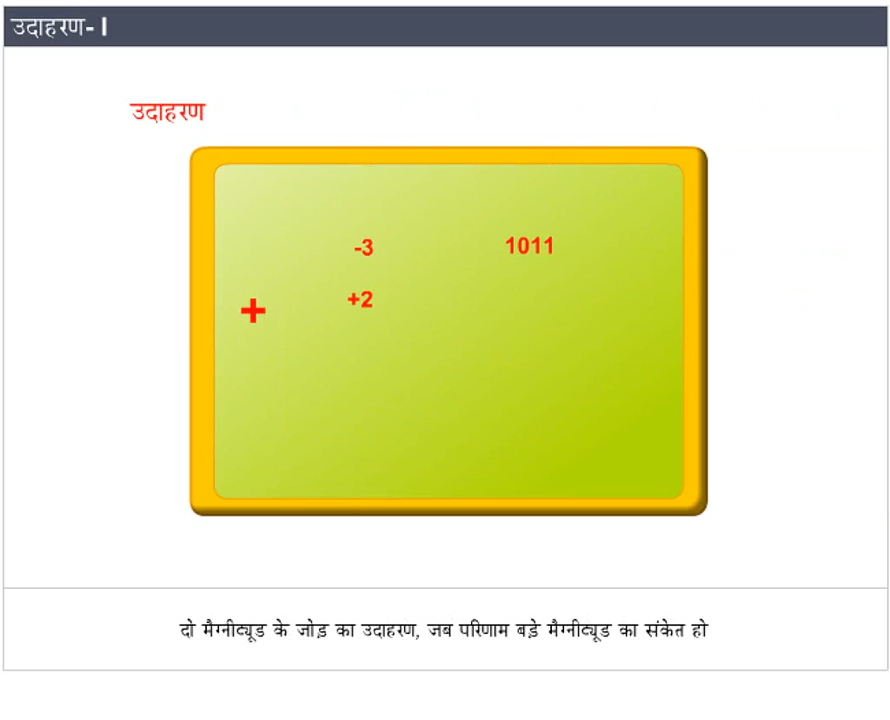 उदाहरण- I
उदाहरण
-3 1011
+ +2
दो मैग्नीट्यूड के जोड़ का उदाहरण, जब परिणाम बड़े मैग्नीट्यूड का संकेत हो